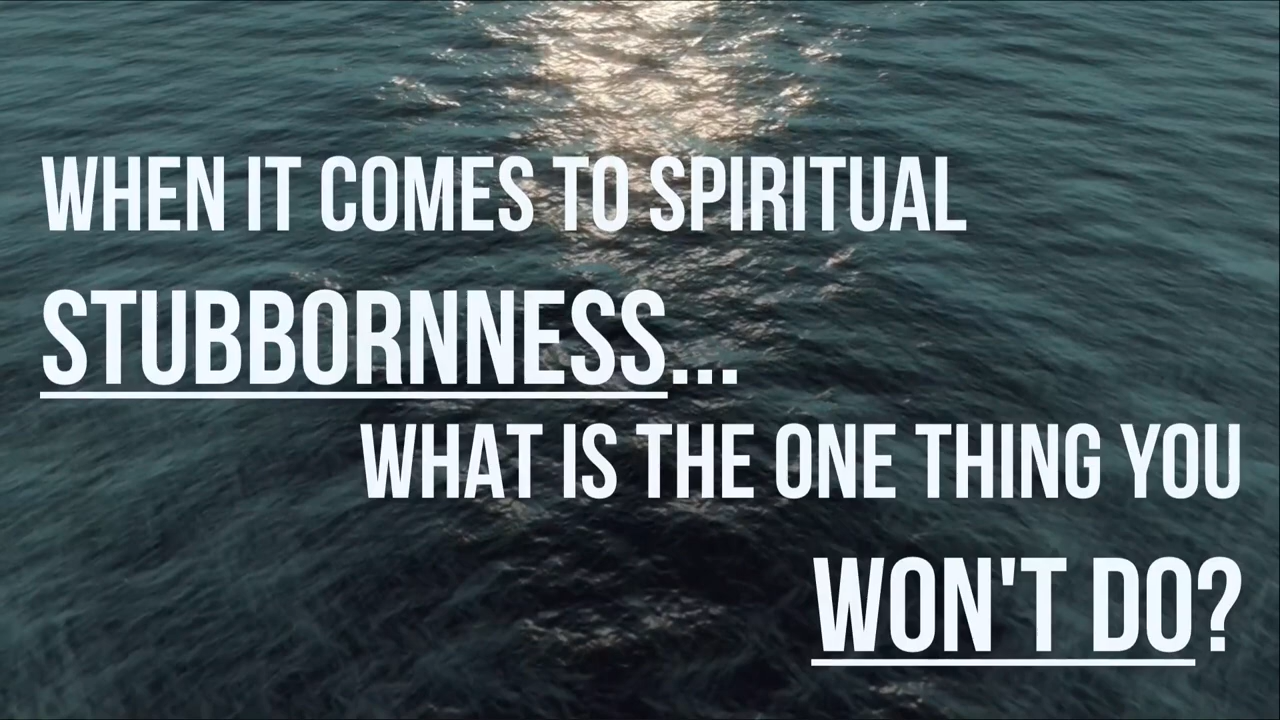 WHEN IT COMES TO SPIRITUAL
STUBBORNNESS...
WHAT IS THE ONE THING YOU
WON'T DO?